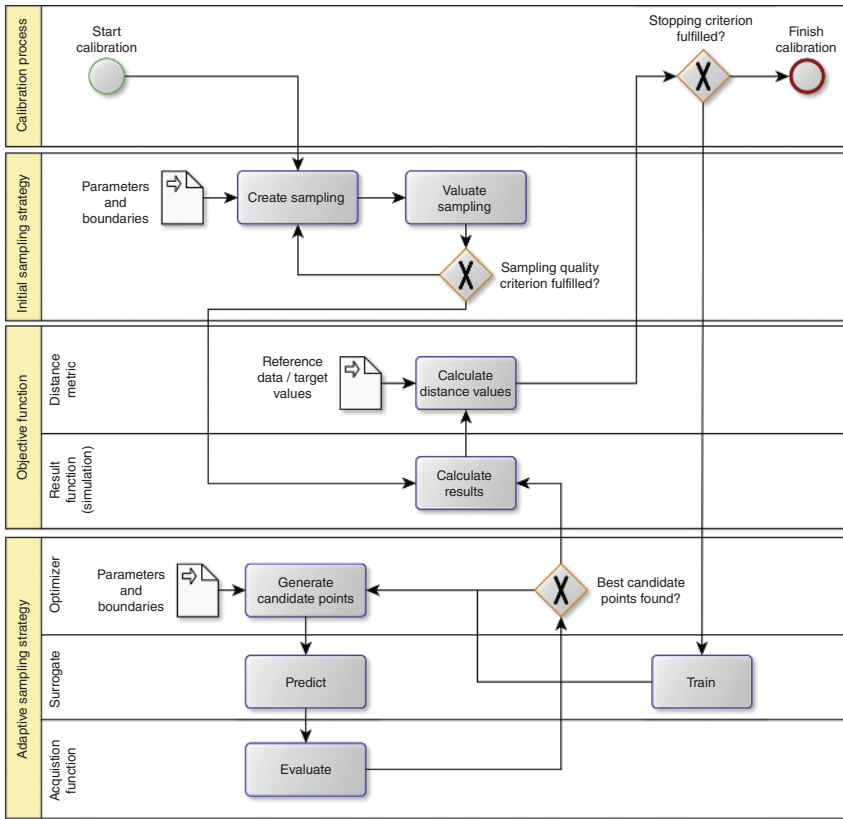 Calibration process
Start
calibration
Stopping criterion
fulfilled?
X
Finish
calibration
Initial sampling strategy
Parameters
and
boundaries
Create sampling
Valuate
sampling
X
Sampling quality
criterion fulfilled?
Objective function
Distance
metric
Reference
data / target
values
Calculate
distance values
Result
function
(simulation)
Calculate
results
Adaptive sampling strategy
Optimizer
Parameters
and
boundaries
Generate
candidate points
X
Best candidate
points found?
Surrogate
Predict
Train
Acquistion
function
Evaluate